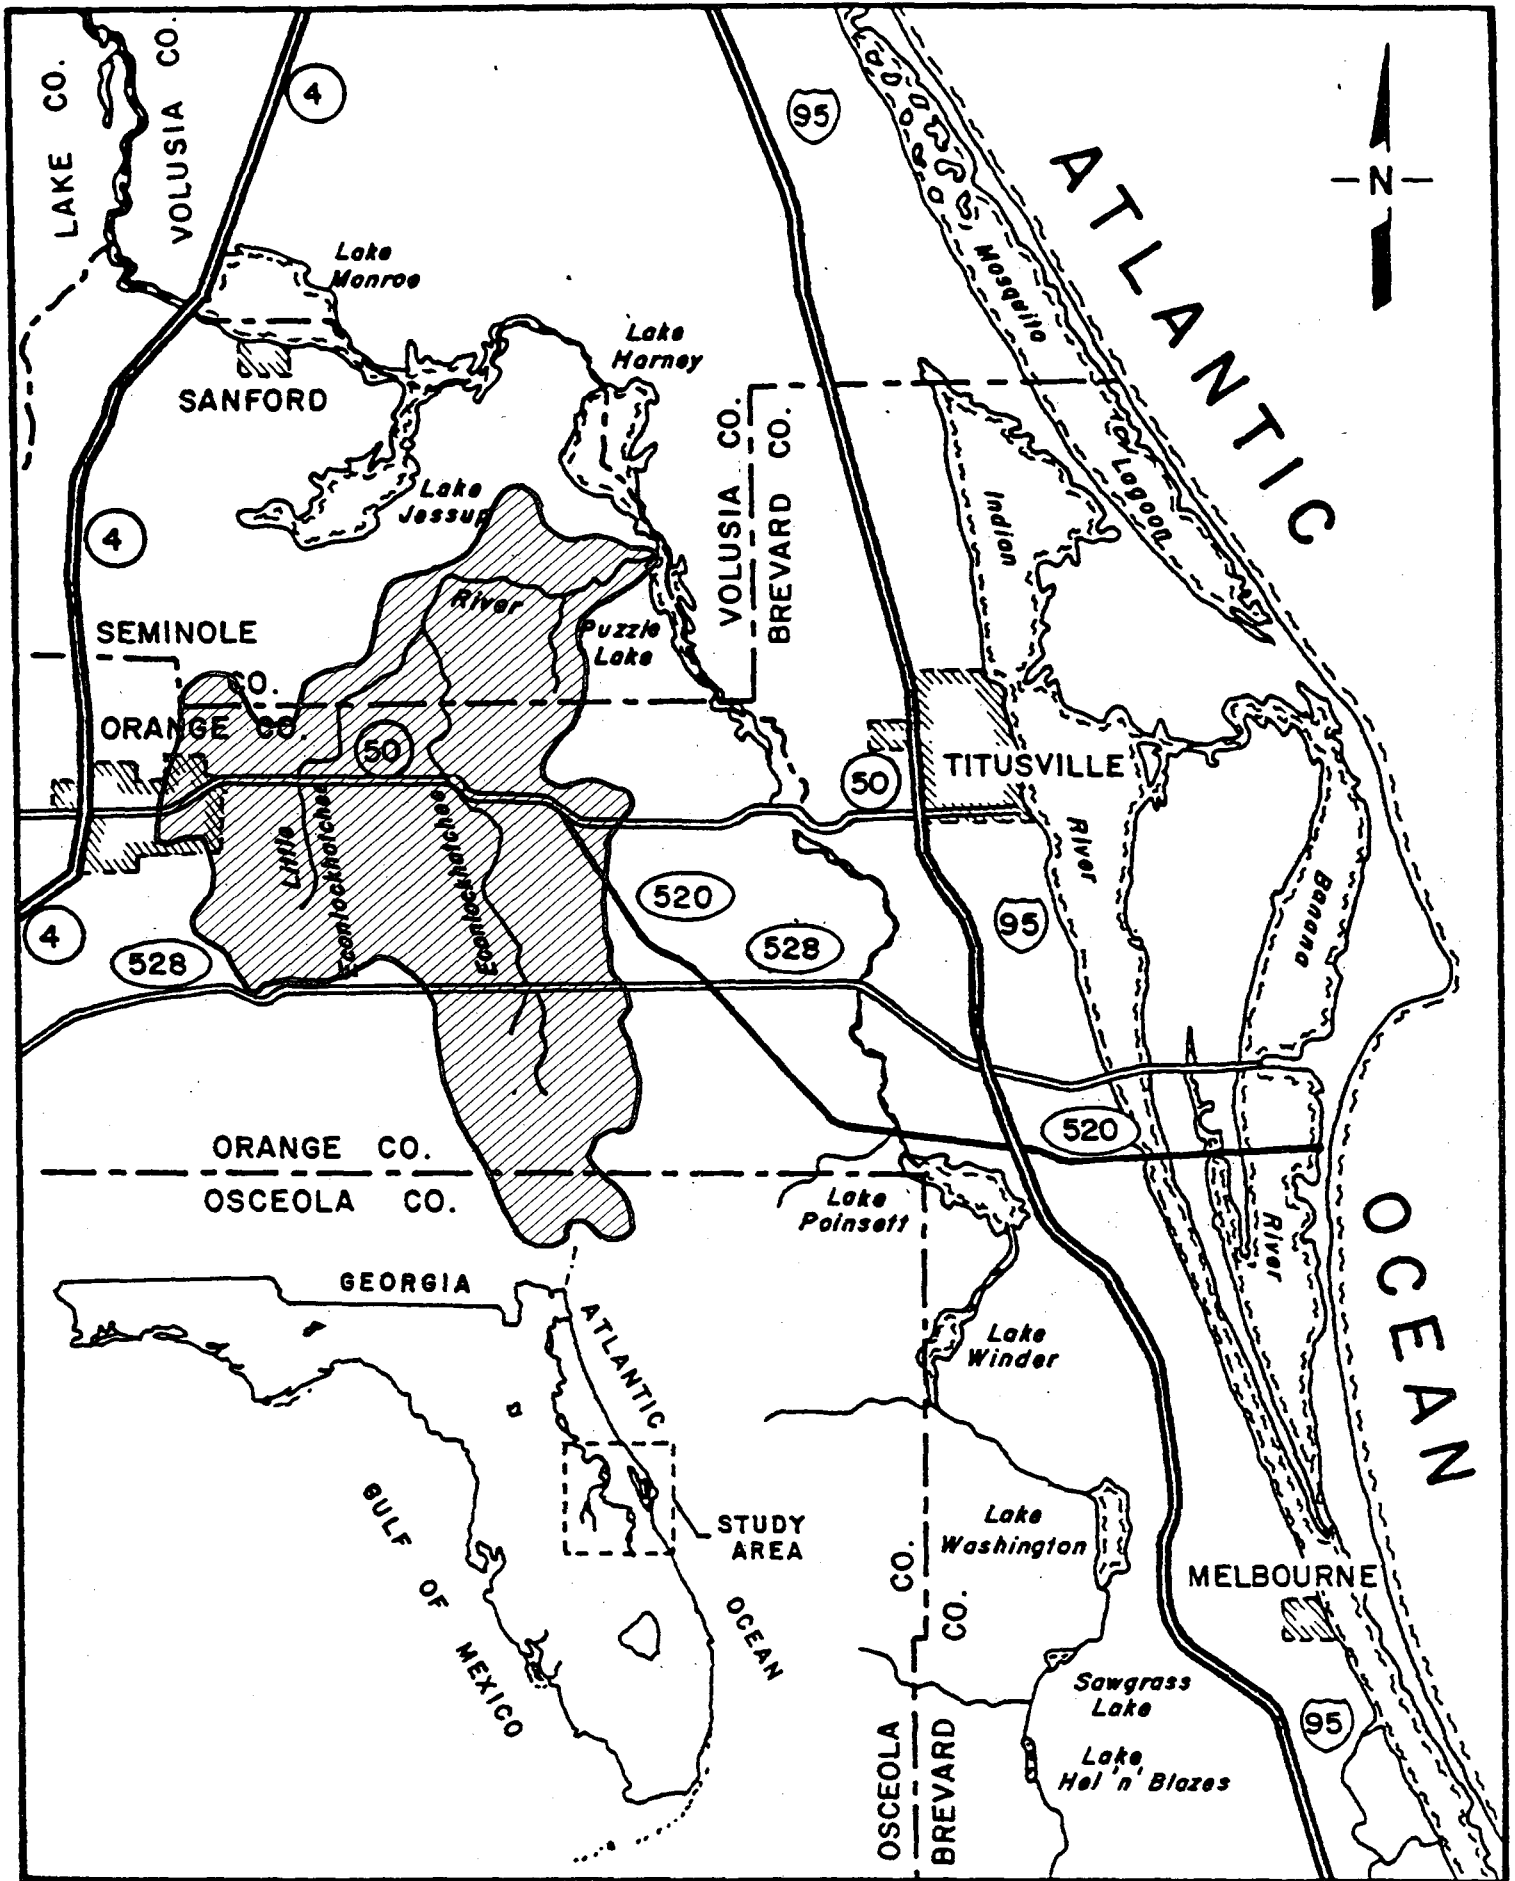 LAKE CO.
VOLUSIA CO.
4
95
N
ATLANTIC
Lake
Monroe
Mosquito
Lake
Harney
SANFORD
VOLUSIA CO.
BREVARD CO.
Lagoon
Lake
Jessup
Indian
4
River
SEMINOLE
CO.
Puzzle
Lake
ORANGE CO.
50
50
TITUSVILLE
Little
Econlockhatchee
Econlockhatchee
River
Banana
520
4
528
528
95
520
ORANGE CO.
OSCEOLA CO.
Lake
Poinsett
River
OCEAN
GEORGIA
ATLANTIC
Lake
Winder
GULF
OF
MEXICO
STUDY
AREA
Lake
Washington
OCEAN
CO.
CO.
MELBOURNE
Sawgrass
Lake
95
OSCEOLA
BREVARD
Lake
Hel 'n' Blazes